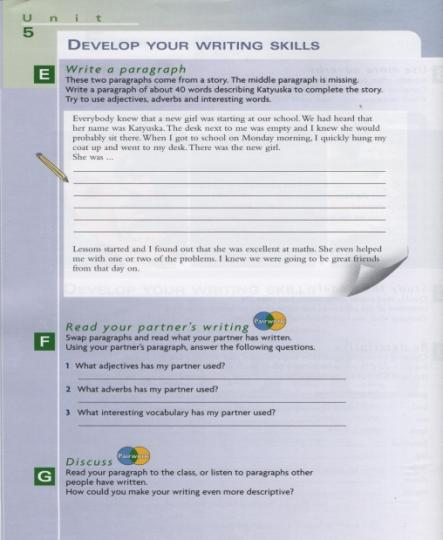 Unit
5
DEVELOP YOUR WRITING SKILLS
E Write a paragraph
These two paragraphs come from a story. The middle paragraph is missing.
Write a paragraph of about 40 words describing Katyuska to complete the story.
Try to use adjectives, adverbs and interesting words.
Everybody knew that a new girl was starting at our school. We had heard that
her name was Katyuska. The desk next to me was empty and I knew she would
probably sit there. When I got to school on Monday morning, I quickly hung my
coat up and went to my desk. There was the new girl.
She was ...
Lessons started and I found out that she was excellent at maths. She even helped
me with one or two of the problems. I knew we were going to be great friends
from that day on.
F Read your partner's writing Pairwork
Swap paragraphs and read what your partner has written.
Using your partner's paragraph, answer the following questions.
1 What adjectives has my partner used?
2 What adverbs has my partner used?
3 What interesting vocabulary has my partner used?
G Discuss Pairwork
Read your paragraph to the class, or listen to paragraphs other
people have written.
How could you make your writing even more descriptive?